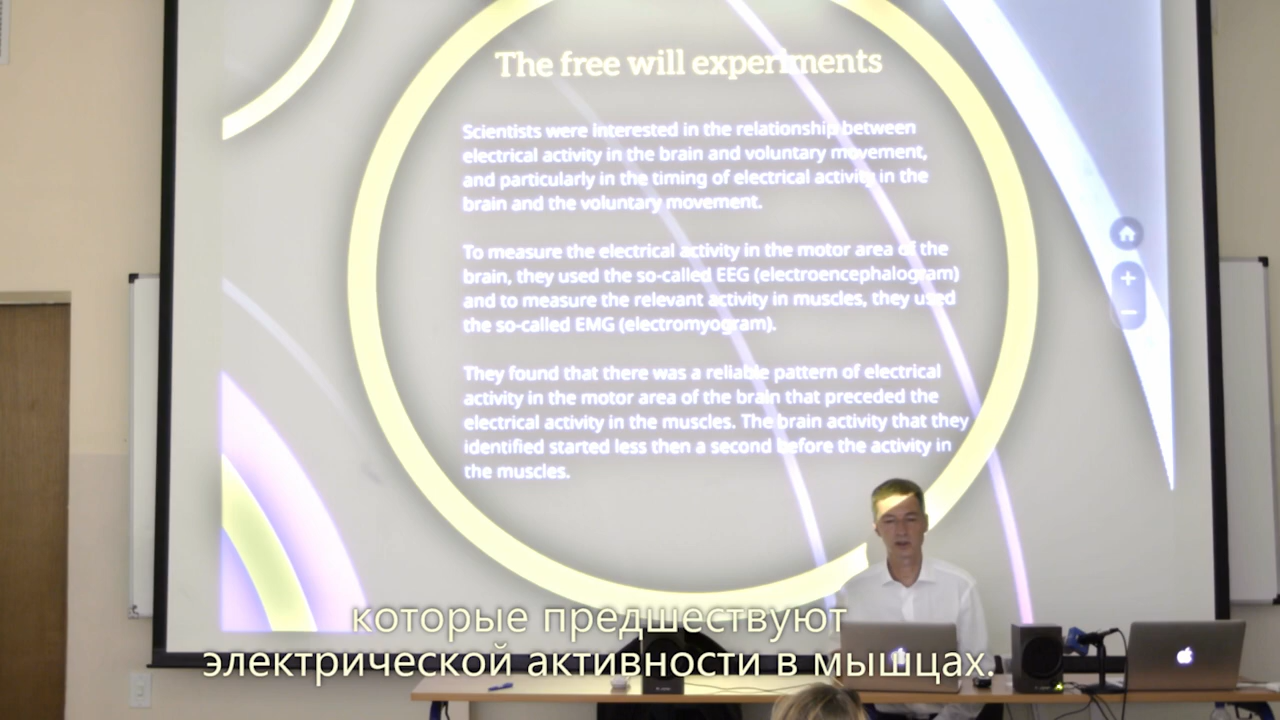 The free will experiments
Scientists were interested in the relationship between
electrical activity in the brain and voluntary movement,
and particularly in the timing of electrical activity in the
brain and the voluntary movement.
To measure the electrical activity in the motor area of the
brain, they used the so-called EEG (electroencephalogram)
and to measure the relevant activity in muscles, they used
the so-called EMG (electromyogram).
They found that there was a reliable pattern of electrical
activity in the motor area of the brain that preceded the
electrical activity in the muscles. The brain activity that they
identified started less then a second before the activity in
the muscles.
которые предшествуют
электрической активности в мышцах.